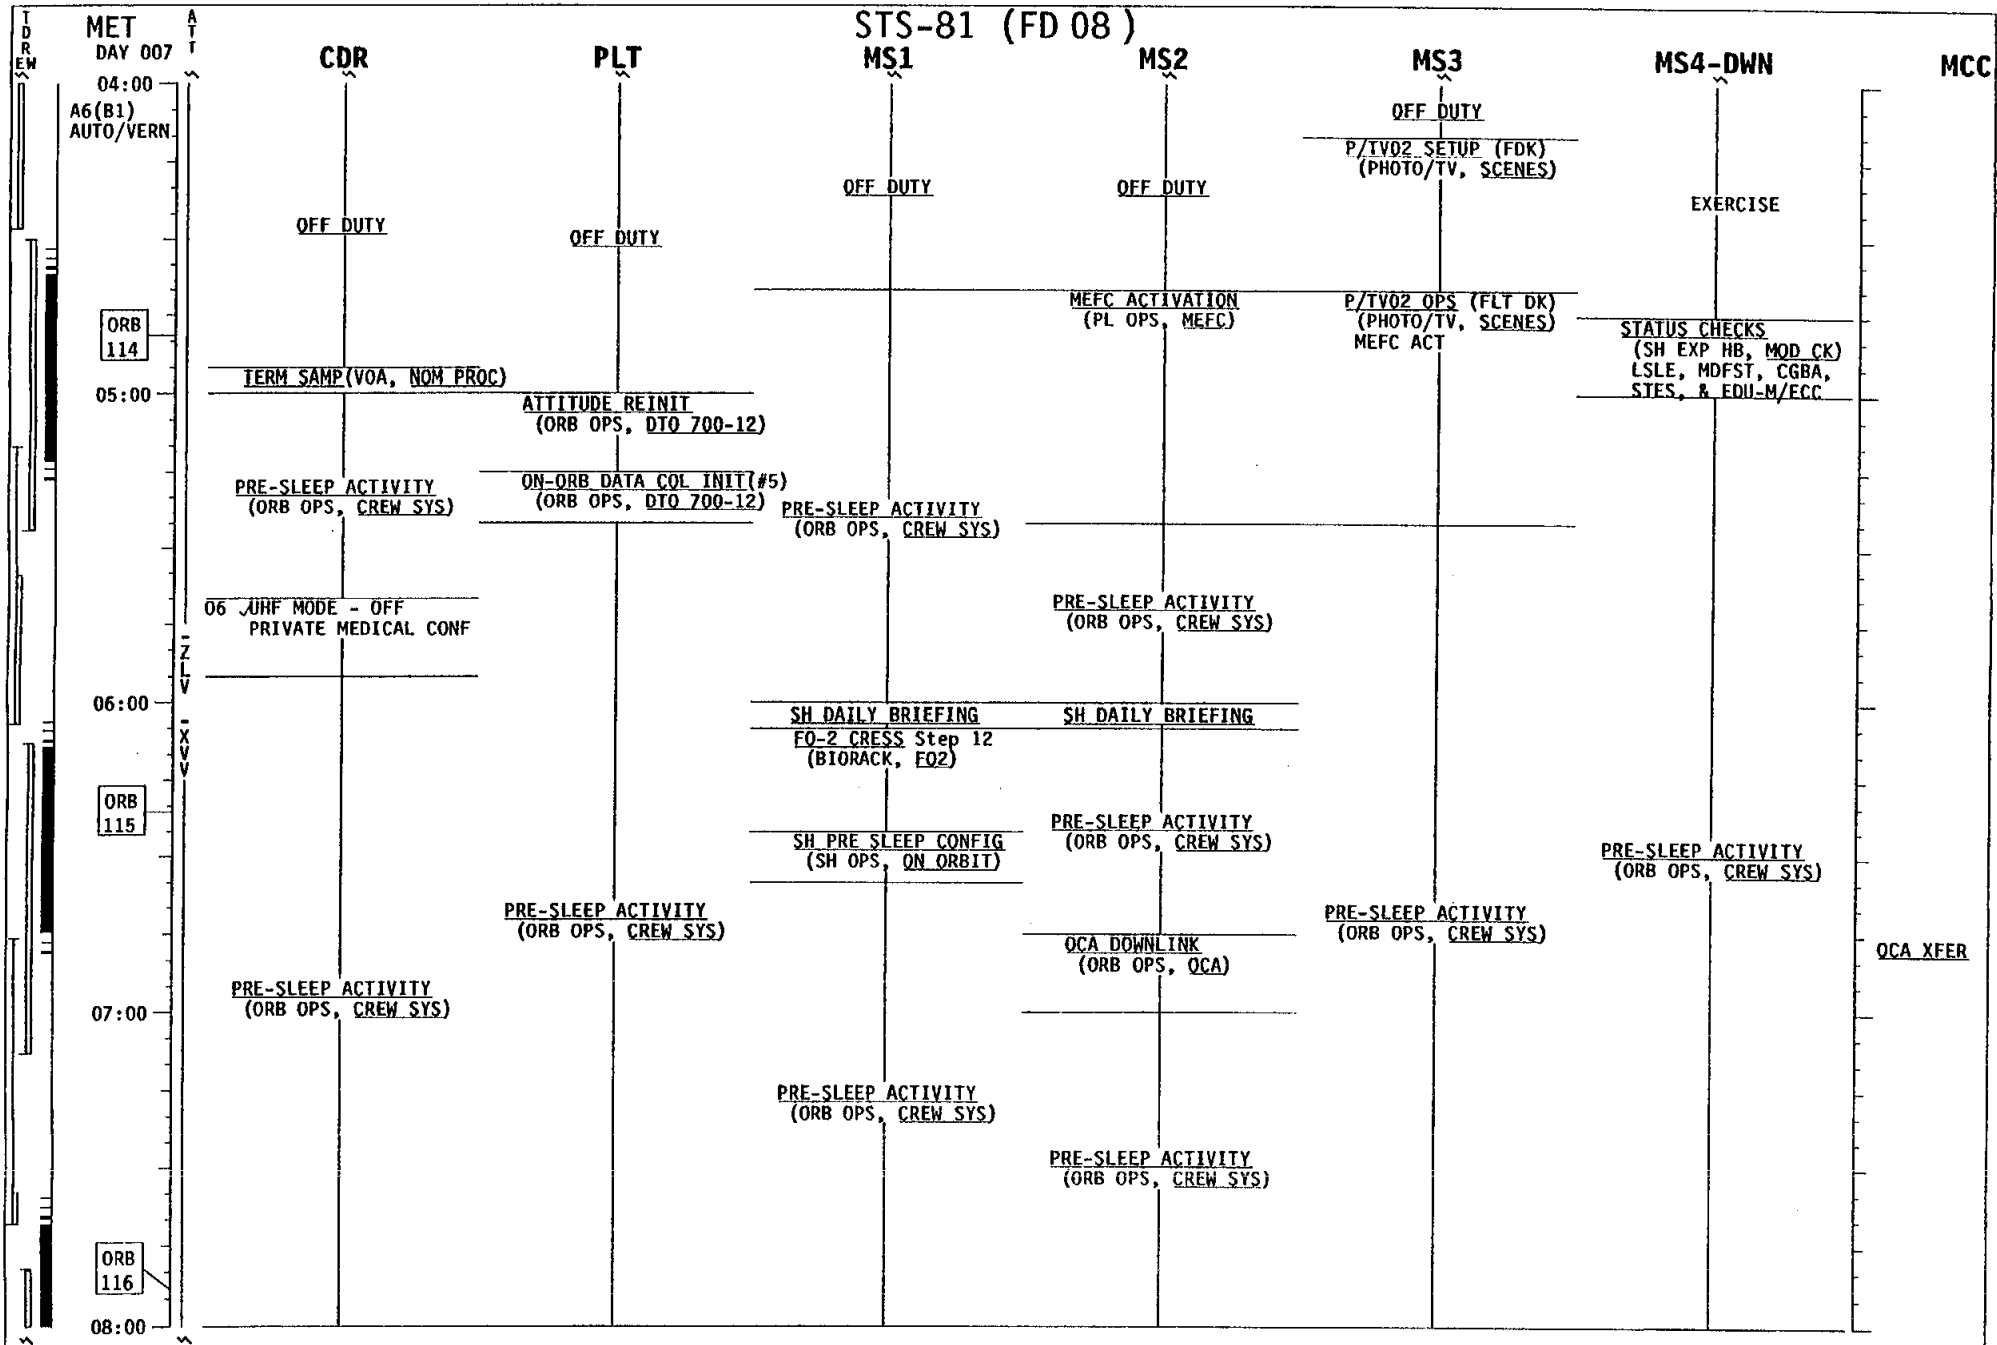 STS-81 (FD 08)
TDREW
MET
DAY 007
ATT
CDR
PLT
MS1
MS2
MS3
MS4-DWN
MCC
04:00
A6(B1)
AUTO/VERN
ORB
114
05:00
06:00
ORB
115
07:00
ORB
116
08:00
-ZLV
-XVV
OFF DUTY
TERM SAMP(VOA, NOM PROC)
PRE-SLEEP ACTIVITY
(ORB OPS, CREW SYS)
06 √UHF MODE - OFF
PRIVATE MEDICAL CONF
PRE-SLEEP ACTIVITY
(ORB OPS, CREW SYS)
OFF DUTY
ATTITUDE REINIT
(ORB OPS, DTO 700-12)
ON-ORB DATA COL INIT(#5)
(ORB OPS, DTO 700-12)
PRE-SLEEP ACTIVITY
(ORB OPS, CREW SYS)
OFF DUTY
PRE-SLEEP ACTIVITY
(ORB OPS, CREW SYS)
SH DAILY BRIEFING
FO-2 CRESS Step 12
(BIORACK, FO2)
SH PRE SLEEP CONFIG
(SH OPS, ON ORBIT)
PRE-SLEEP ACTIVITY
(ORB OPS, CREW SYS)
OFF DUTY
MEFC ACTIVATION
(PL OPS, MEFC)
PRE-SLEEP ACTIVITY
(ORB OPS, CREW SYS)
SH DAILY BRIEFING
PRE-SLEEP ACTIVITY
(ORB OPS, CREW SYS)
OCA DOWNLINK
(ORB OPS, OCA)
PRE-SLEEP ACTIVITY
(ORB OPS, CREW SYS)
OFF DUTY
P/TV02 SETUP (FDK)
(PHOTO/TV, SCENES)
P/TV02 OPS (FLT DK)
(PHOTO/TV, SCENES)
MEFC ACT
PRE-SLEEP ACTIVITY
(ORB OPS, CREW SYS)
EXERCISE
STATUS CHECKS
(SH EXP HB, MOD CK)
LSLE, MDFST, CGBA,
STES, & EDU-M/ECC
PRE-SLEEP ACTIVITY
(ORB OPS, CREW SYS)
OCA XFER